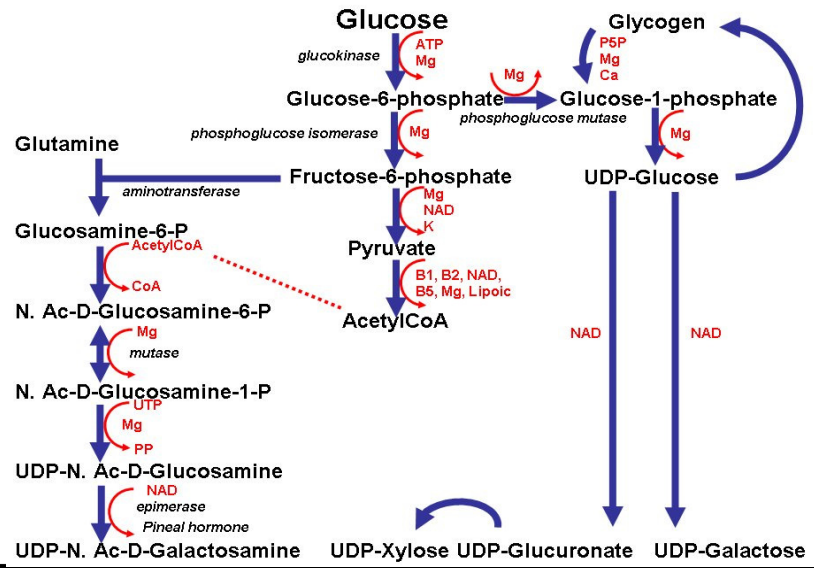 Glucose
Glycogen
glucokinase
ATP
Mg
P5P
Mg
Ca
Mg
Glucose-6-phosphate
Glucose-1-phosphate
phosphoglucose mutase
phosphoglucose isomerase
Mg
Mg
Glutamine
aminotransferase
Fructose-6-phosphate
UDP-Glucose
Mg
NAD
K
Glucosamine-6-P
AcetylCoA
CoA
Pyruvate
B1, B2, NAD,
B5, Mg, Lipoic
N. Ac-D-Glucosamine-6-P
AcetylCoA
Mg
mutase
NAD
NAD
N. Ac-D-Glucosamine-1-P
UTP
Mg
PP
UDP-N. Ac-D-Glucosamine
NAD
epimerase
Pineal hormone
UDP-N. Ac-D-Galactosamine
UDP-Xylose
UDP-Glucuronate
UDP-Galactose